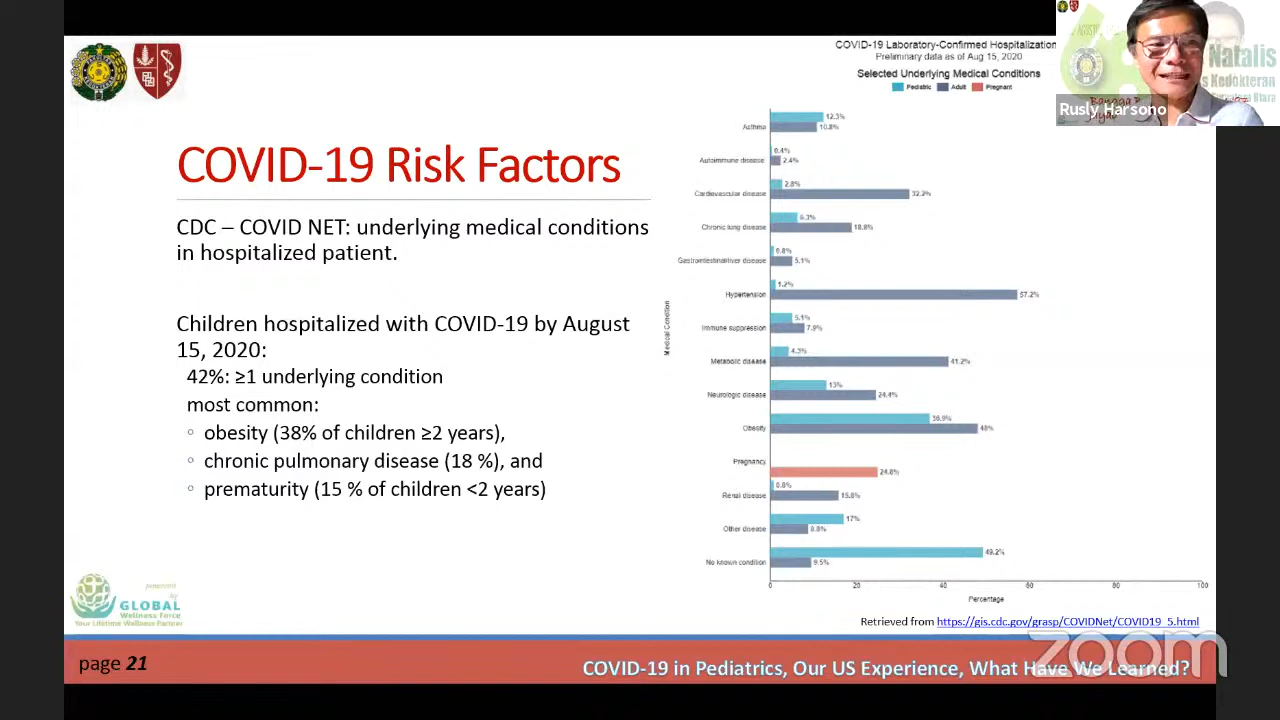 COVID-19 Laboratory-Confirmed Hospitalization
Preliminary data as of Aug 15, 2020
Selected Underlying Medical Conditions
Pediatric Adult Pregnant
Natalis
Rusly Harsono
COVID-19 Risk Factors
CDC – COVID NET: underlying medical conditions
in hospitalized patient.
Children hospitalized with COVID-19 by August
15, 2020:
42%: ≥1 underlying condition
most common:
◦ obesity (38% of children ≥2 years),
◦ chronic pulmonary disease (18 %), and
◦ prematurity (15 % of children <2 years)
Medical Condition
Asthma 12.3%
10.8%
Autoimmune disease 0.4%
2.4%
Cardiovascular disease 2.8%
32.2%
Chronic lung disease 6.3%
18.8%
Gastrointestinal/liver disease 0.8%
5.1%
Hypertension 1.2%
57.2%
Immune suppression 5.1%
7.9%
Metabolic disease 4.3%
41.2%
Neurologic disease 13%
24.4%
Obesity 36.9%
48%
Pregnancy
24.8%
Renal disease 0.8%
15.8%
Other disease 17%
8.8%
No known condition 49.2%
9.5%
0 20 40 60 80 100
Percentage
Retrieved from https://gis.cdc.gov/grasp/COVIDNet/COVID19_5.html
GLOBAL
Wellness Force
Your Lifetime Wellness Partner
zoom
page 21
COVID-19 in Pediatrics, Our US Experience, What Have We Learned?